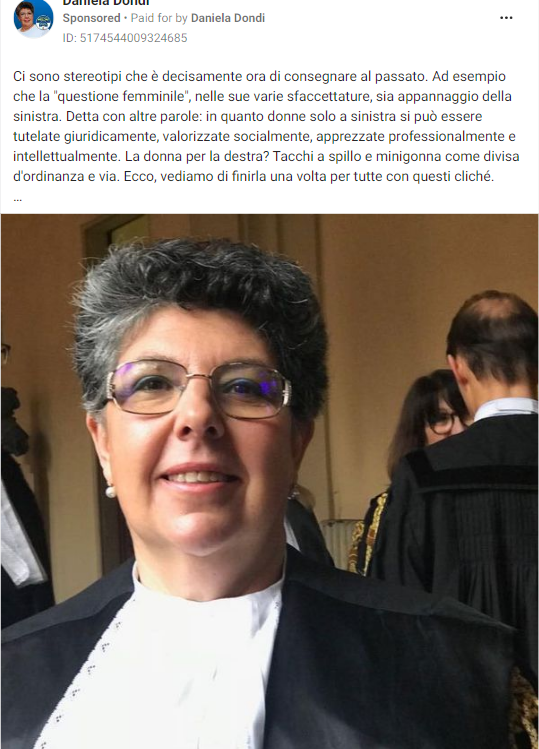 Daniela Dondi
Sponsored • Paid for by Daniela Dondi
ID: 5174544009324685
Ci sono stereotipi che è decisamente ora di consegnare al passato. Ad esempio
che la "questione femminile", nelle sue varie sfaccettature, sia appannaggio della
sinistra. Detta con altre parole: in quanto donne solo a sinistra si può essere
tutelate giuridicamente, valorizzate socialmente, apprezzate professionalmente e
intellettualmente. La donna per la destra? Tacchi a spillo e minigonna come divisa
d'ordinanza e via. Ecco, vediamo di finirla una volta per tutte con questi cliché.
...